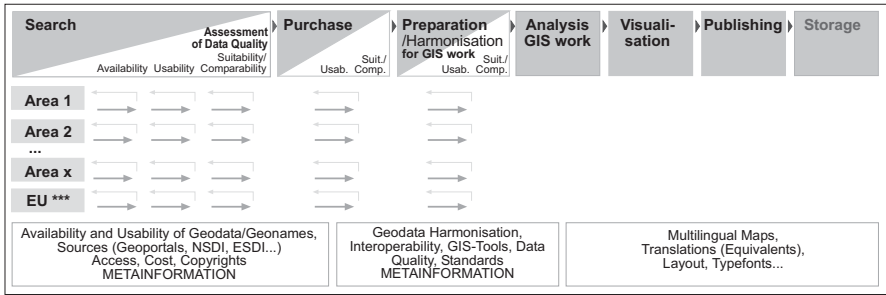 Search
Assessment
of Data Quality
Suitability/
Availability Usability Comparability
Purchase
Suit./
Usab. Comp.
Preparation
/Harmonisation
for GIS work
Suit./
Usab. Comp.
Analysis
GIS work
Visuali-
sation
Publishing
Storage
Area 1
Area 2
...
Area x
EU ***
Availability and Usability of Geodata/Geonames,
Sources (Geoportals, NSDI, ESDI...)
Access, Cost, Copyrights
METAINFORMATION
Geodata Harmonisation,
Interoperability, GIS-Tools, Data
Quality, Standards
METAINFORMATION
Multilingual Maps,
Translations (Equivalents),
Layout, Typefonts...